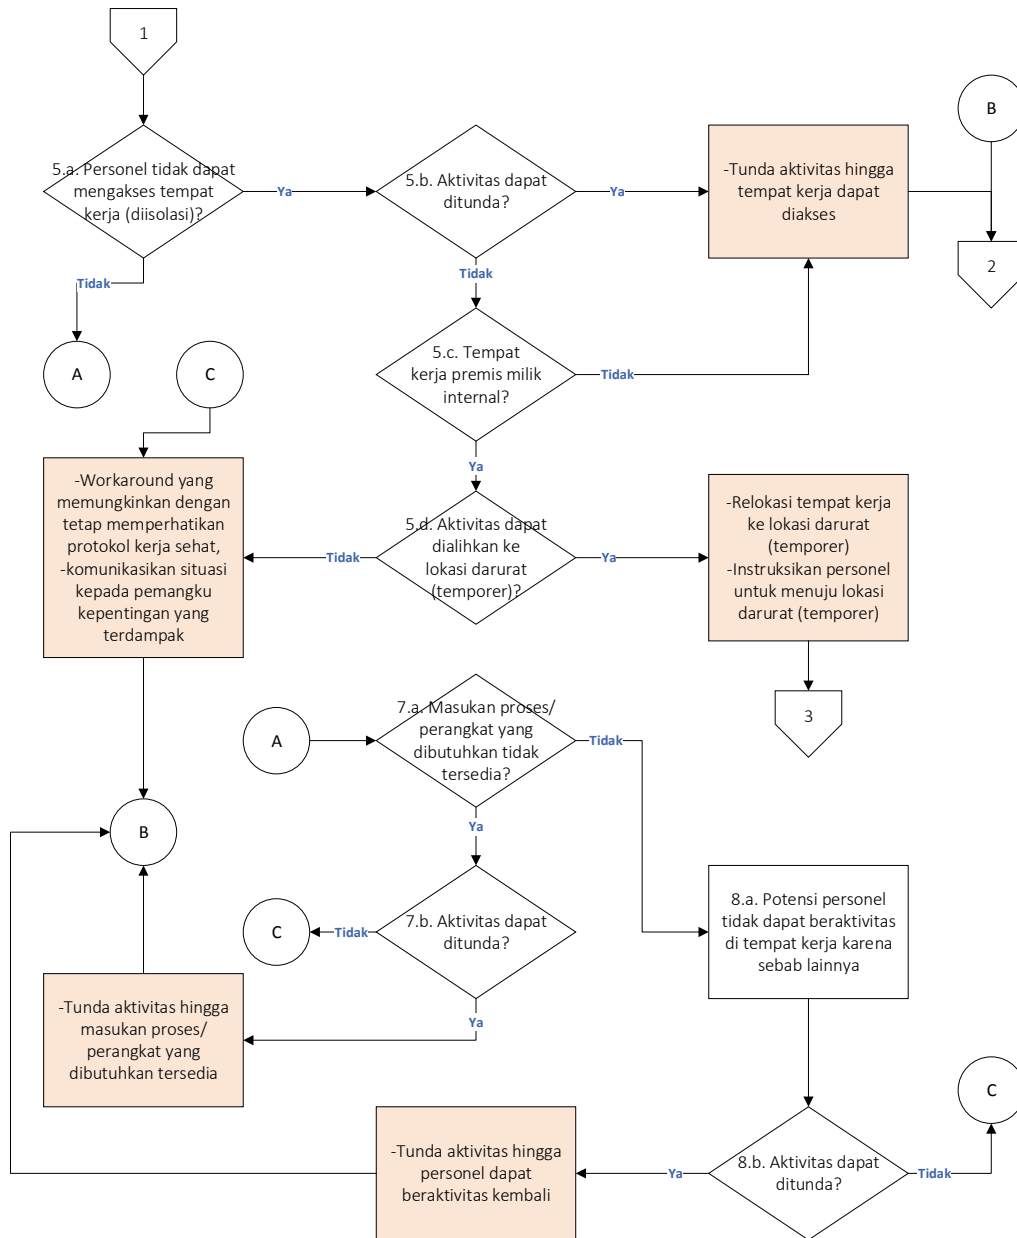 1
B
5.a. Personel tidak dapat
mengakses tempat
kerja (diisolasi)?
Ya
5.b. Aktivitas dapat
ditunda?
Ya
-Tunda aktivitas hingga
tempat kerja dapat
diakses
2
Tidak
Tidak
A
C
5.c. Tempat
kerja premis milik
internal?
Tidak
Ya
-Workaround yang
memungkinkan dengan
tetap memperhatikan
protokol kerja sehat,
-komunikasikan situasi
kepada pemangku
kepentingan yang
terdampak
Tidak
5.d. Aktivitas dapat
dialihkan ke
lokasi darurat
(temporer)?
Ya
-Relokasi tempat kerja
ke lokasi darurat
(temporer)
-Instruksikan personel
untuk menuju lokasi
darurat (temporer)
3
A
7.a. Masukan proses/
perangkat yang
dibutuhkan tidak
tersedia?
Tidak
Ya
B
C
Tidak
7.b. Aktivitas dapat
ditunda?
8.a. Potensi personel
tidak dapat beraktivitas
di tempat kerja karena
sebab lainnya
Ya
-Tunda aktivitas hingga
masukan proses/
perangkat yang
dibutuhkan tersedia
C
-Tunda aktivitas hingga
personel dapat
beraktivitas kembali
Ya
8.b. Aktivitas dapat
ditunda?
Tidak